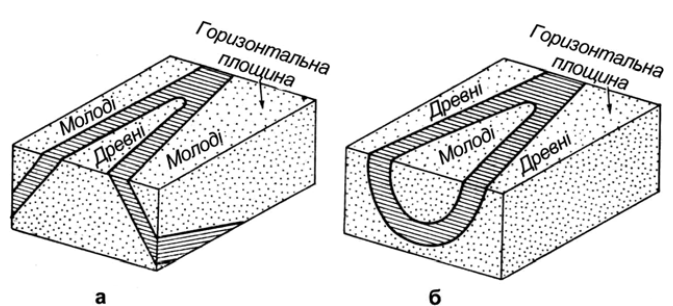 Горизонтальна
площина
Молоді
Древні
Молоді
а
Горизонтальна
площина
Древні
Молоді
Древні
б